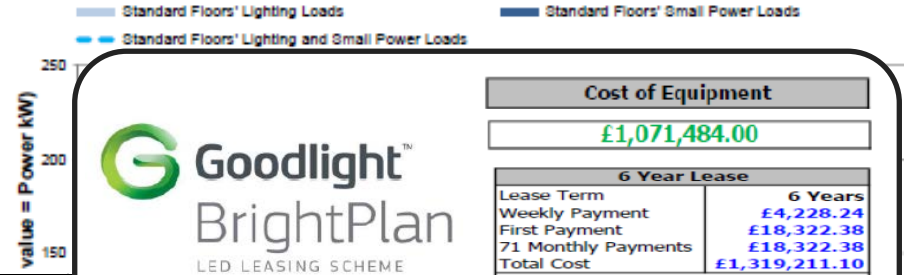 Standard Floors' Lighting Loads
Standard Floors' Small Power Loads
Standard Floors' Lighting and Small Power Loads
250
200
150
value = Power kW)
Goodlight™
BrightPlan
LED LEASING SCHEME
Cost of Equipment
£1,071,484.00
6 Year Lease
Lease Term 6 Years
Weekly Payment £4,228.24
First Payment £18,322.38
71 Monthly Payments £18,322.38
Total Cost £1,319,211.10